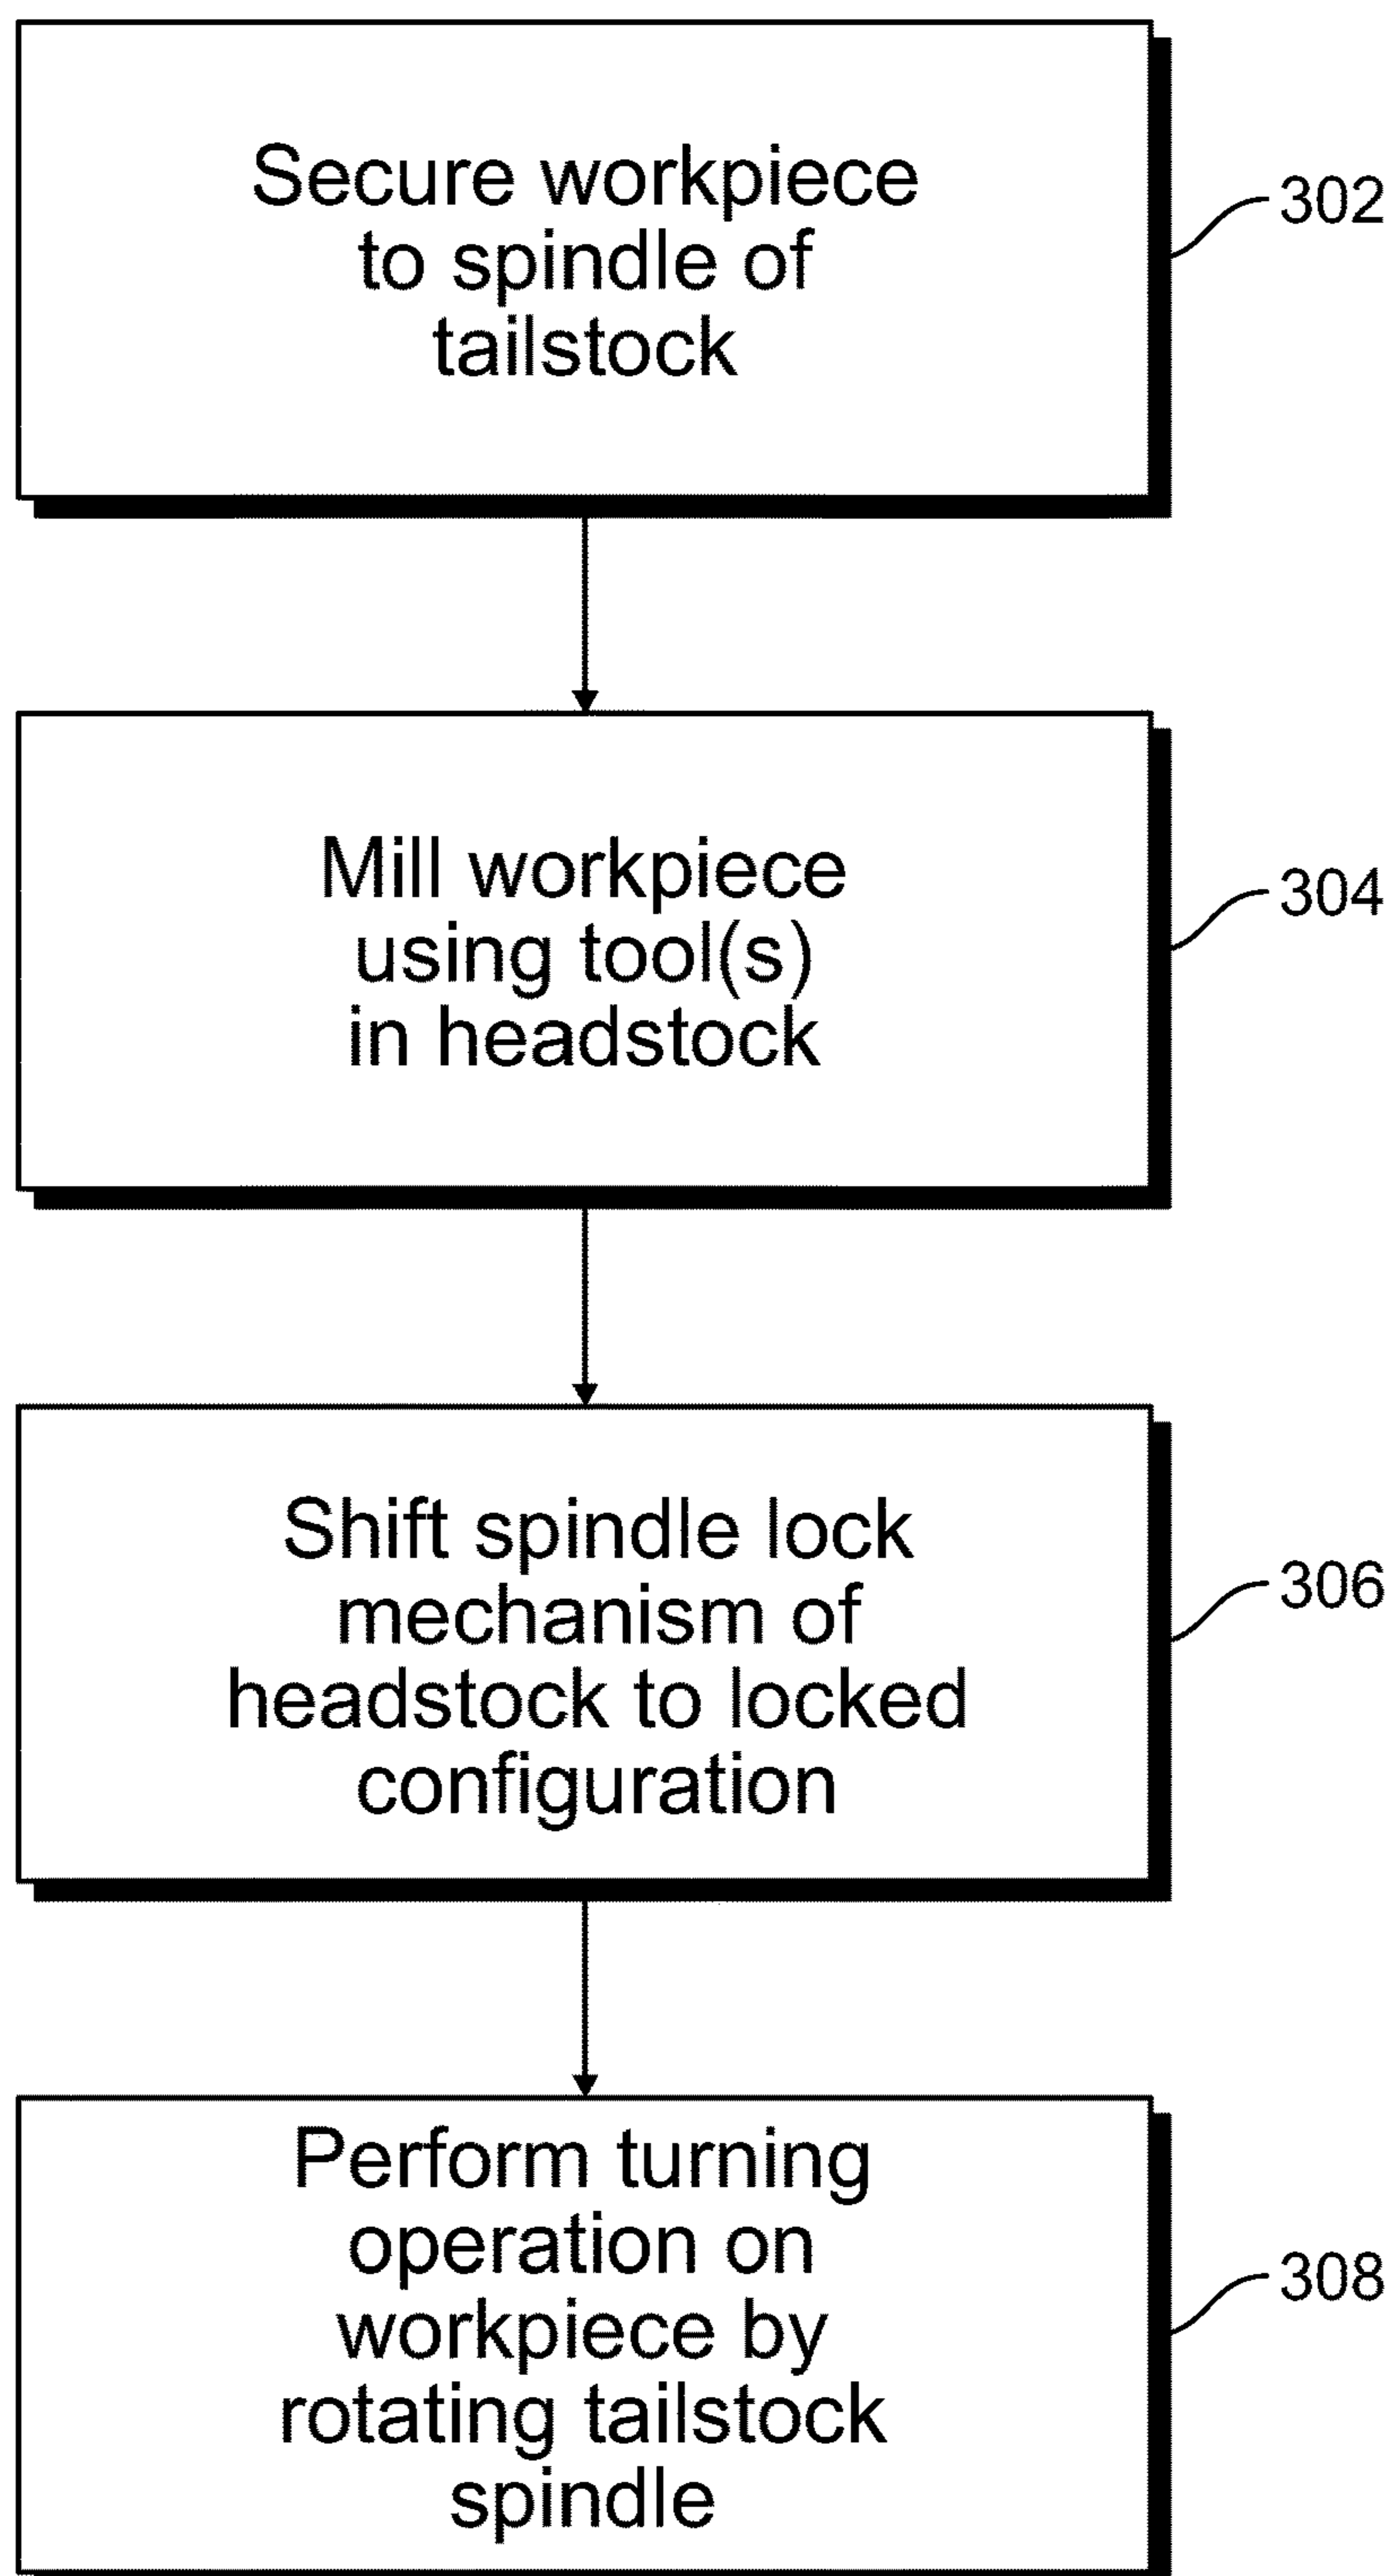 Secure workpiece
to spindle of
tailstock
302
Mill workpiece
using tool(s)
in headstock
304
Shift spindle lock
mechanism of
headstock to locked
configuration
306
Perform turning
operation on
workpiece by
rotating tailstock
spindle
308